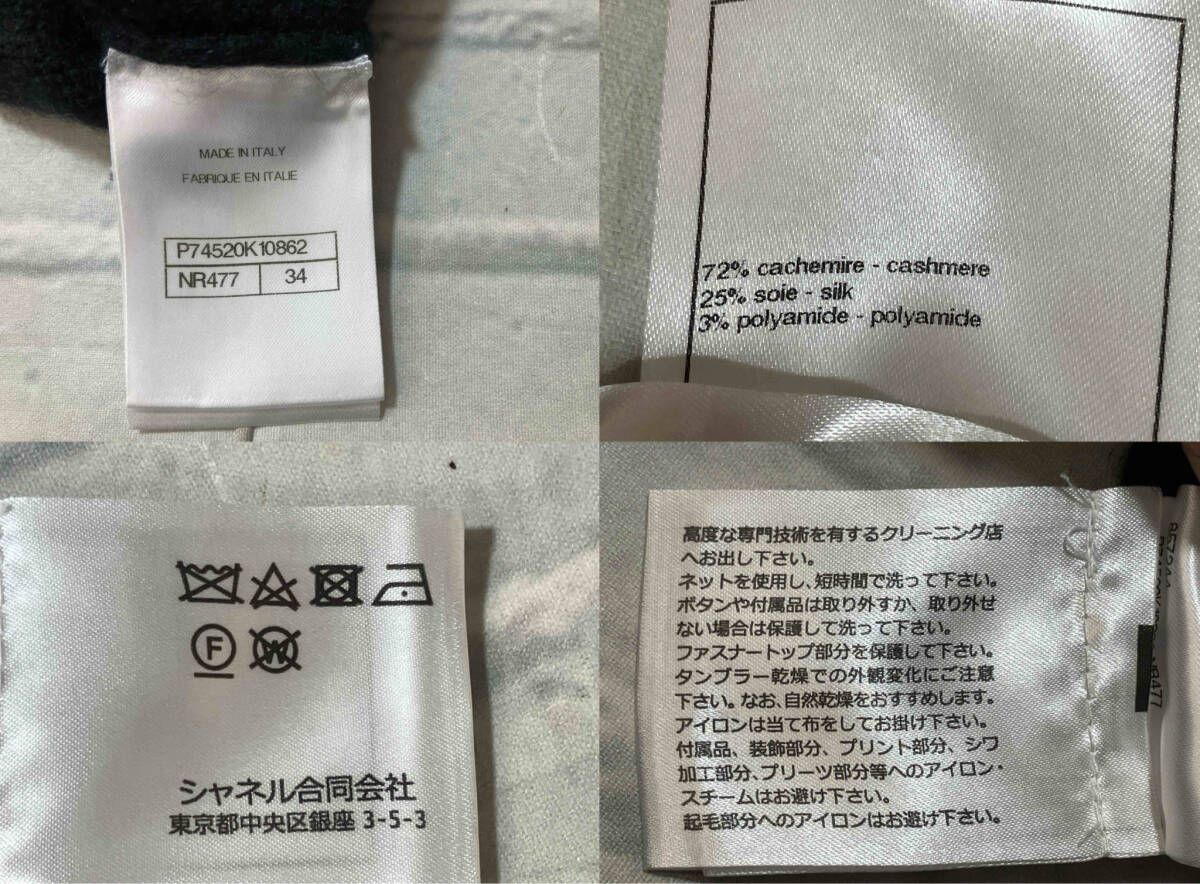 MADE IN ITALY
FABRIQUE EN ITALIE
P74520K10862
NR477 34
72% cachemire - cashmere
25% soie - silk
3% polyamide - polyamide
F W
シャネル合同会社
東京都中央区銀座 3-5-3
高度な専門技術を有するクリーニング店
へお出し下さい。
ネットを使用し、短時間で洗って下さい。
ボタンや付属品は取り外すか、取り外せ
ない場合は保護して洗って下さい。
ファスナートップ部分を保護して下さい。
タンブラー乾燥での外観変化にご注意
下さい。なお、自然乾燥をおすすめします。
アイロンは当て布をしてお掛け下さい。
付属品、装飾部分、プリント部分、シワ
加工部分、プリーツ部分等へのアイロン・
スチームはお避け下さい。
起毛部分へのアイロンはお避け下さい。